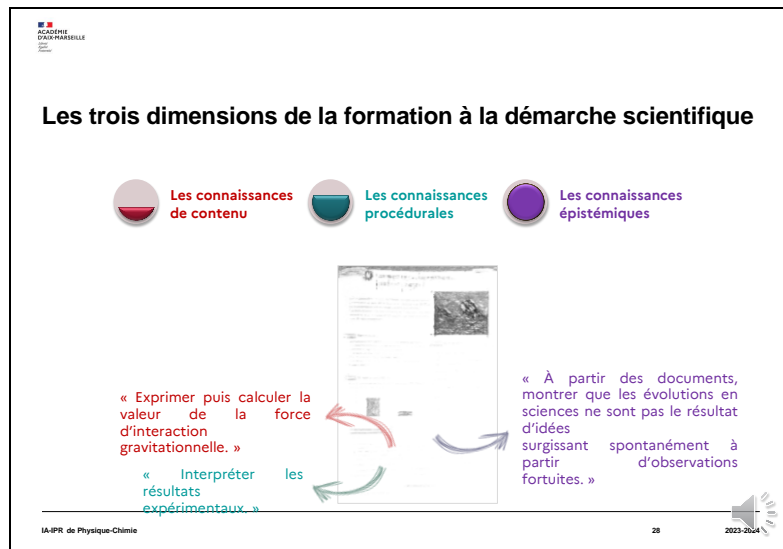 ACADÉMIE
D'AIX-MARSEILLE
Les trois dimensions de la formation à la démarche scientifique
Les connaissances
de contenu
Les connaissances
procédurales
Les connaissances
épistémiques
« Exprimer puis calculer la
valeur de la force
d'interaction
gravitationnelle. »
« Interpréter les
résultats
expérimentaux. »
« À partir des documents,
montrer que les évolutions en
sciences ne sont pas le résultat
d'idées
surgissant spontanément à
partir d'observations
fortuites. »
IA-IPR de Physique-Chimie
28
2023-2024